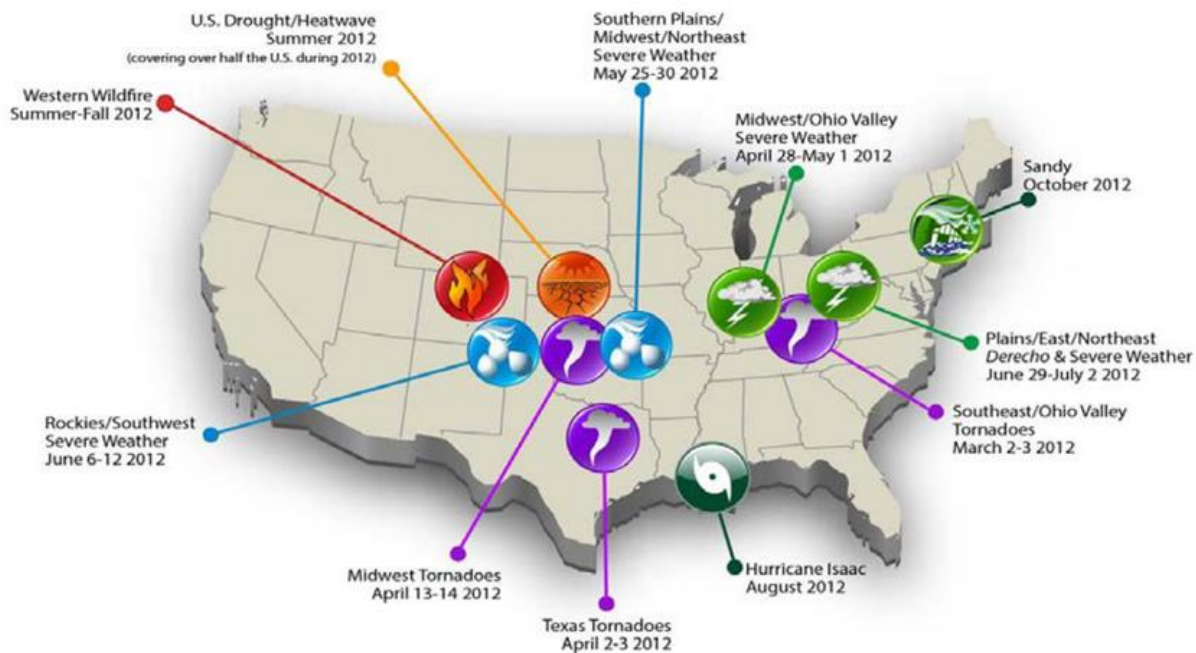 U.S. Drought/Heatwave
Summer 2012
(covering over half the U.S. during 2012)
Southern Plains/
Midwest/Northeast
Severe Weather
May 25-30 2012
Western Wildfire
Summer-Fall 2012
Midwest/Ohio Valley
Severe Weather
April 28-May 1 2012
Sandy
October 2012
Plains/East/Northeast
Derecho & Severe Weather
June 29-July 2 2012
Rockies/Southwest
Severe Weather
June 6-12 2012
Southeast/Ohio Valley
Tornadoes
March 2-3 2012
Midwest Tornadoes
April 13-14 2012
Hurricane Isaac
August 2012
Texas Tornadoes
April 2-3 2012